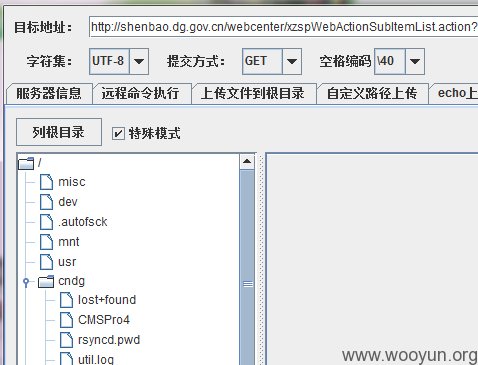 目标地址: http://shenbao.dg.gov.cn/webcenter/xzspWebActionSubItemList.action?
字符集: UTF-8 提交方式: GET 空格编码 \40
服务器信息 远程命令执行 上传文件到根目录 自定义路径上传 echo上
列根目录 特殊模式
/
misc
dev
.autofsck
mnt
usr
cndg
lost+found
CMSPro4
rsyncd.pwd
util.log
www.wooyun.org